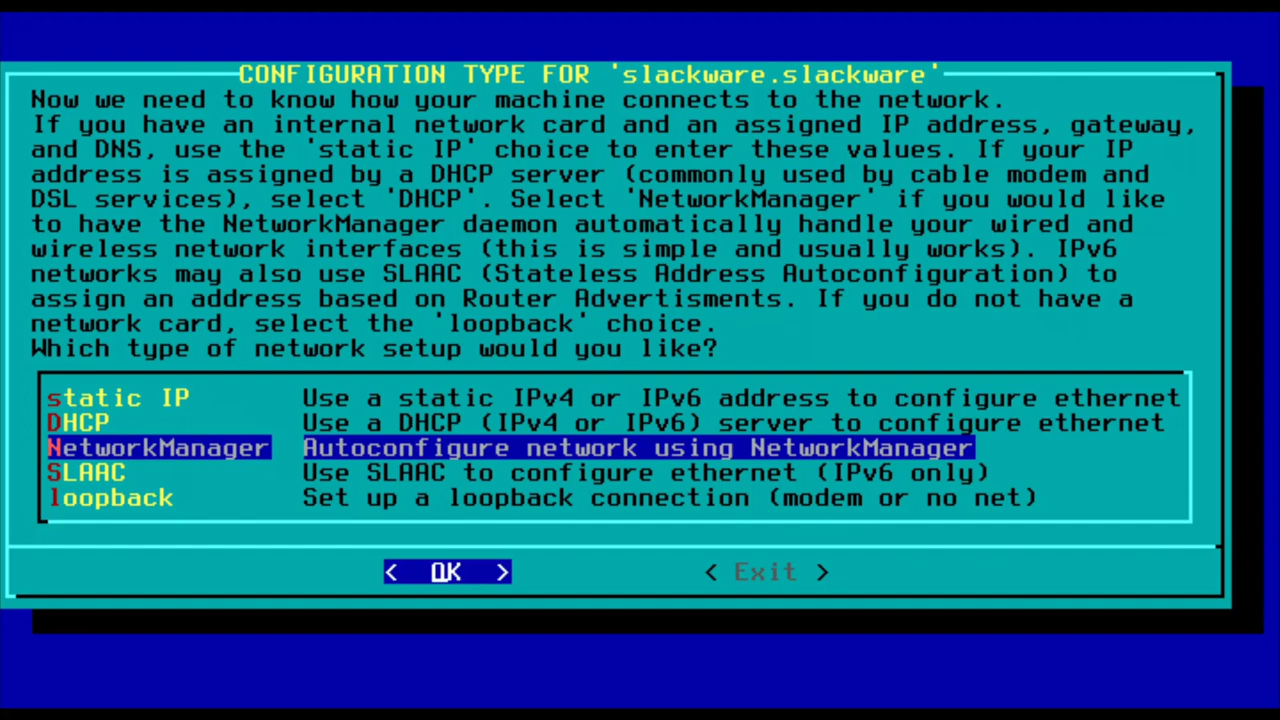 CONFIGURATION TYPE FOR 'slackware.slackware'
Now we need to know how your machine connects to the network.
If you have an internal network card and an assigned IP address, gateway,
and DNS, use the 'static IP' choice to enter these values. If your IP
address is assigned by a DHCP server (commonly used by cable modem and
DSL services), select 'DHCP'. Select 'NetworkManager' if you would like
to have the NetworkManager daemon automatically handle your wired and
wireless network interfaces (this is simple and usually works). IPv6
networks may also use SLAAC (Stateless Address Autoconfiguration) to
assign an address based on Router Advertisments. If you do not have a
network card, select the 'loopback' choice.
Which type of network setup would you like?
static IP Use a static IPv4 or IPv6 address to configure ethernet
DHCP Use a DHCP (IPv4 or IPv6) server to configure ethernet
NetworkManager Autoconfigure network using NetworkManager
SLAAC Use SLAAC to configure ethernet (IPv6 only)
loopback Set up a loopback connection (modem or no net)
< OK > < Exit >